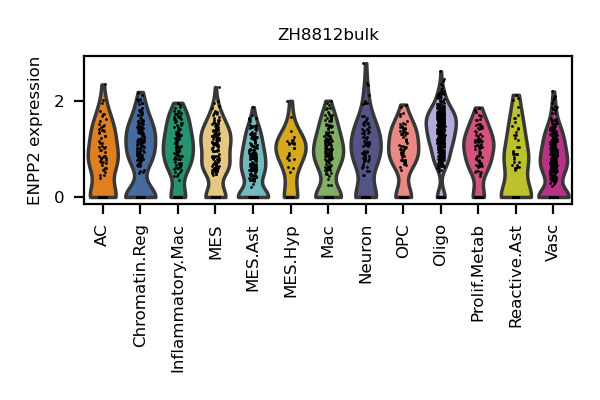 ZH8812bulk
ENPP2 expression
2
0
AC
Chromatin.Reg
Inflammatory.Mac
MES
MES.Ast
MES.Hyp
Mac
Neuron
OPC
Oligo
Prolif.Metab
Reactive.Ast
Vasc